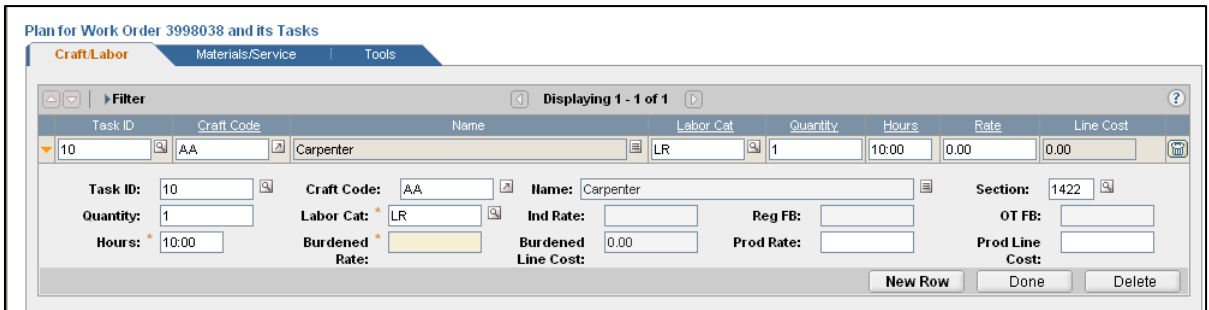 Plan for Work Order 3998038 and its Tasks
Craft/Labor Materials/Service Tools
Filter Displaying 1 - 1 of 1 ?
Task ID Craft Code Name Labor Cat Quantity Hours Rate Line Cost
10 AA Carpenter LR 1 10:00 0.00 0.00
Task ID: 10 Craft Code: AA Name: Carpenter Section: 1422
Quantity: 1 Labor Cat: * LR Ind Rate: Reg FB: OT FB:
Hours: * 10:00 Burdened * Burdened 0.00 Prod Rate: Prod Line
Rate: Line Cost: Cost:
New Row Done Delete